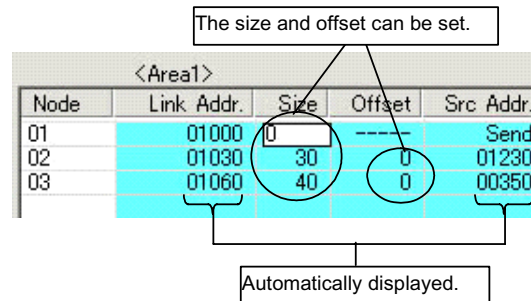 The size and offset can be set.
<Area1>
Node Link Addr. Size Offset Src Addr.
01 01000 0 ----- Send
02 01030 30 0 01230
03 01060 40 0 00350
Automatically displayed.